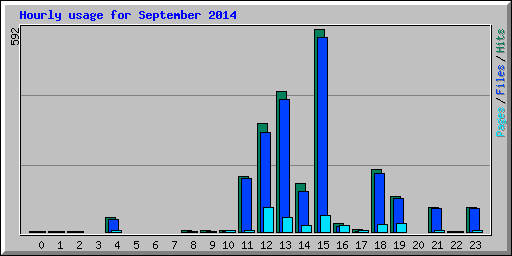 Hourly usage for September 2014
592
Pages/Files/Hits
0 1 2 3 4 5 6 7 8 9 10 11 12 13 14 15 16 17 18 19 20 21 22 23